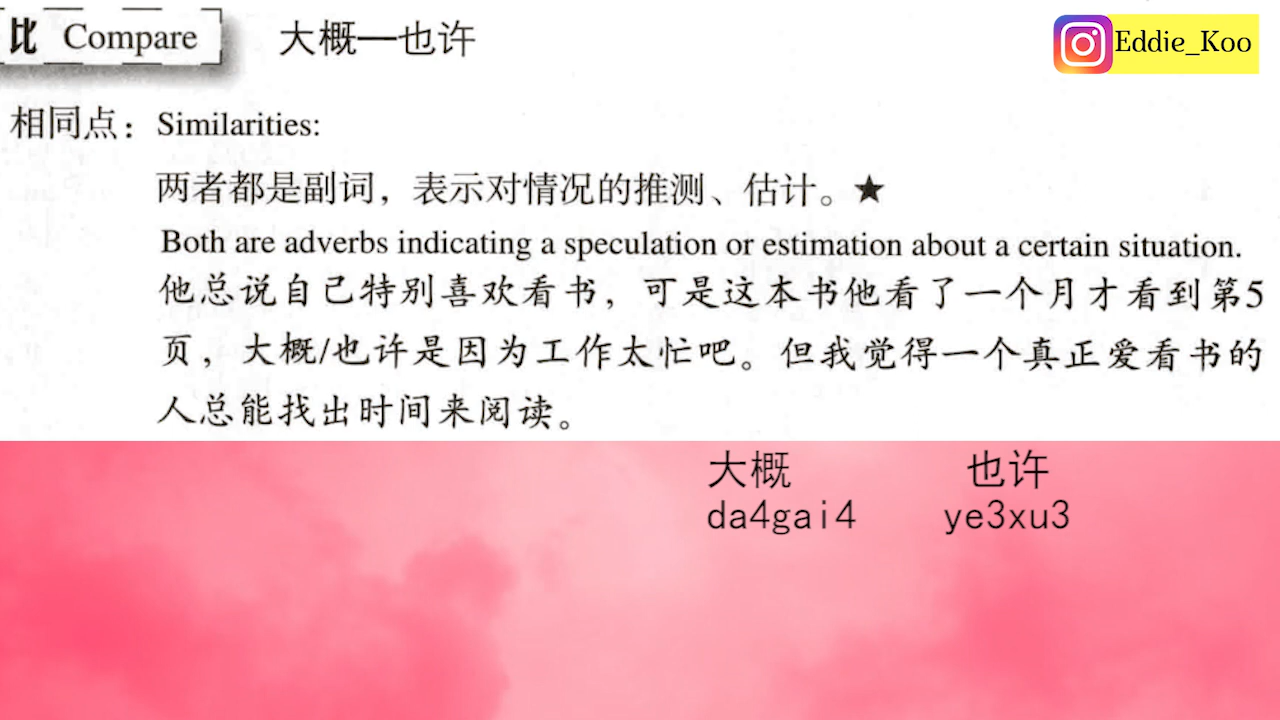 比 Compare 大概—也许
Eddie_Koo
相同点：Similarities:
两者都是副词，表示对情况的推测、估计。★
Both are adverbs indicating a speculation or estimation about a certain situation.
他总说自己特别喜欢看书，可是这本书他看了一个月才看到第5
页，大概/也许是因为工作太忙吧。但我觉得一个真正爱看书的
人总能找出时间来阅读。
大概 也许
da4gai4 ye3xu3